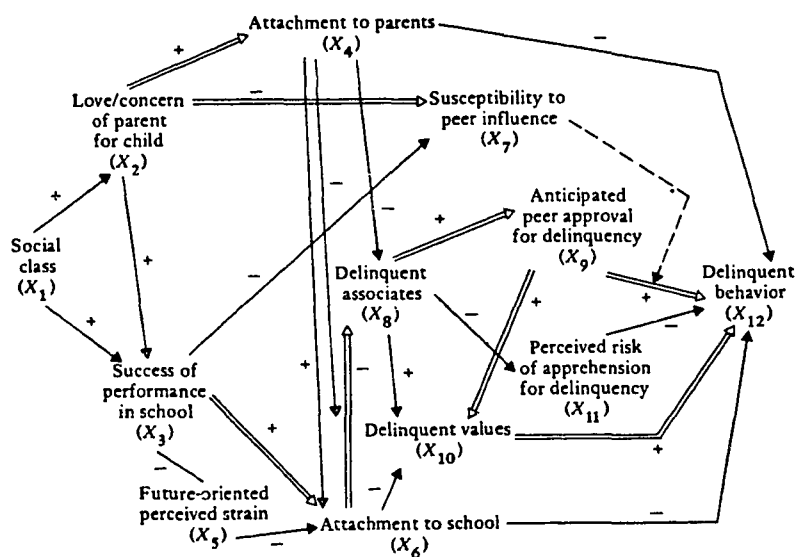 Attachment to parents
(X4)
+
−
Love/concern
of parent
for child
(X2)
−
Susceptibility to
peer influence
(X7)
+
−
−
Anticipated
peer approval
for delinquency
(X9)
+
Social
class
(X1)
+
−
Delinquent
associates
(X8)
+
+
Delinquent
behavior
(X12)
+
−
−
Success of
performance
in school
(X3)
+
−
+
Perceived risk
of apprehension
for delinquency
(X11)
+
Delinquent values
(X10)
+
−
Future-oriented
perceived strain
(X5)
−
−
Attachment to school
(X6)
−